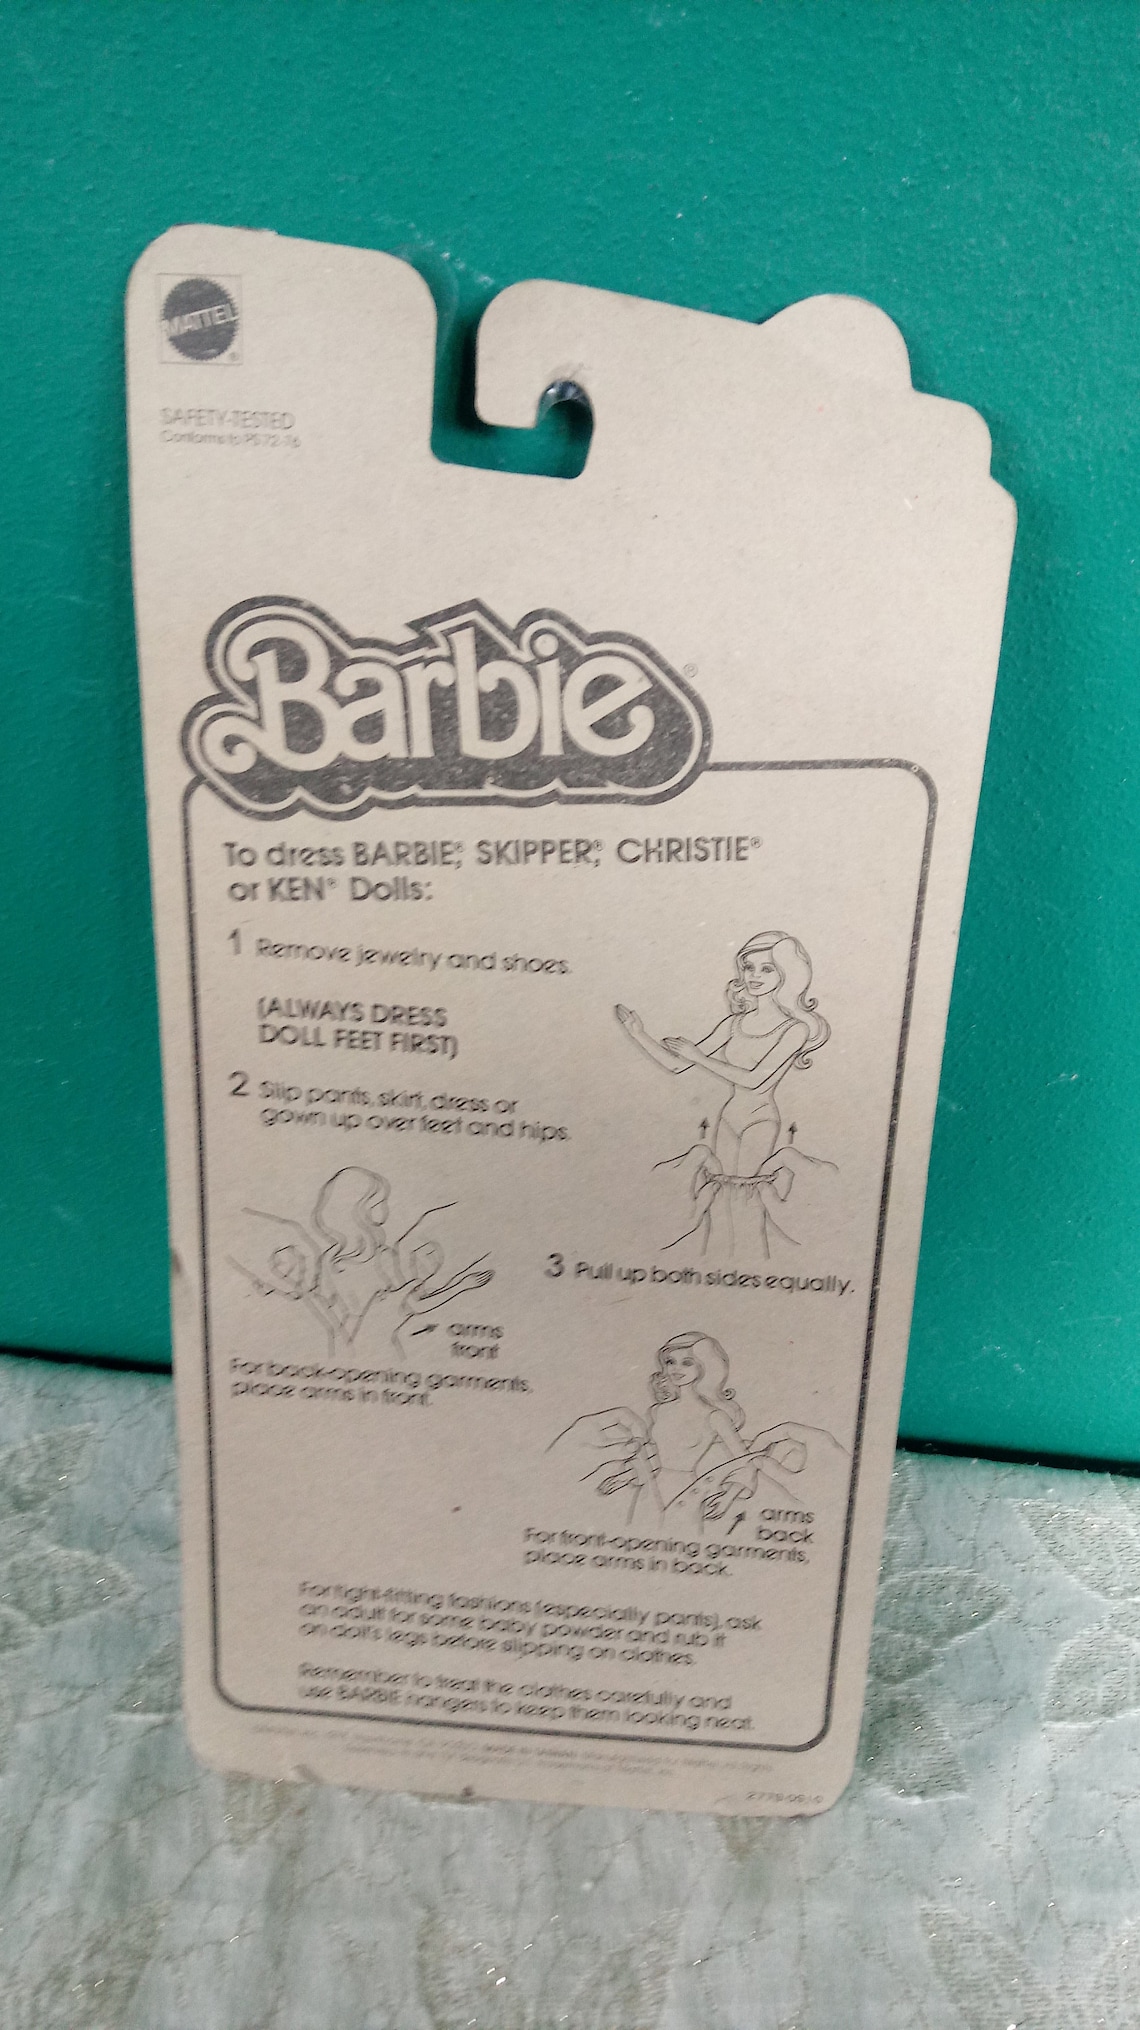 MATTEL
®
SAFETY-TESTED
Conforms to PS 72-76
Barbie®
To dress BARBIE®, SKIPPER®, CHRISTIE®
or KEN® Dolls:
1 Remove jewelry and shoes.
(ALWAYS DRESS
DOLL FEET FIRST)
2 Slip pants, skirt, dress or
gown up over feet and hips.
3 Pull up both sides equally.
arms
front
For back-opening garments,
place arms in front.
arms
back
For front-opening garments,
place arms in back.
For tight-fitting fashions (especially pants), ask
an adult for some baby powder and rub it
on doll's legs before slipping on clothes.
Remember to treat the clothes carefully and
use BARBIE hangers to keep them looking neat.